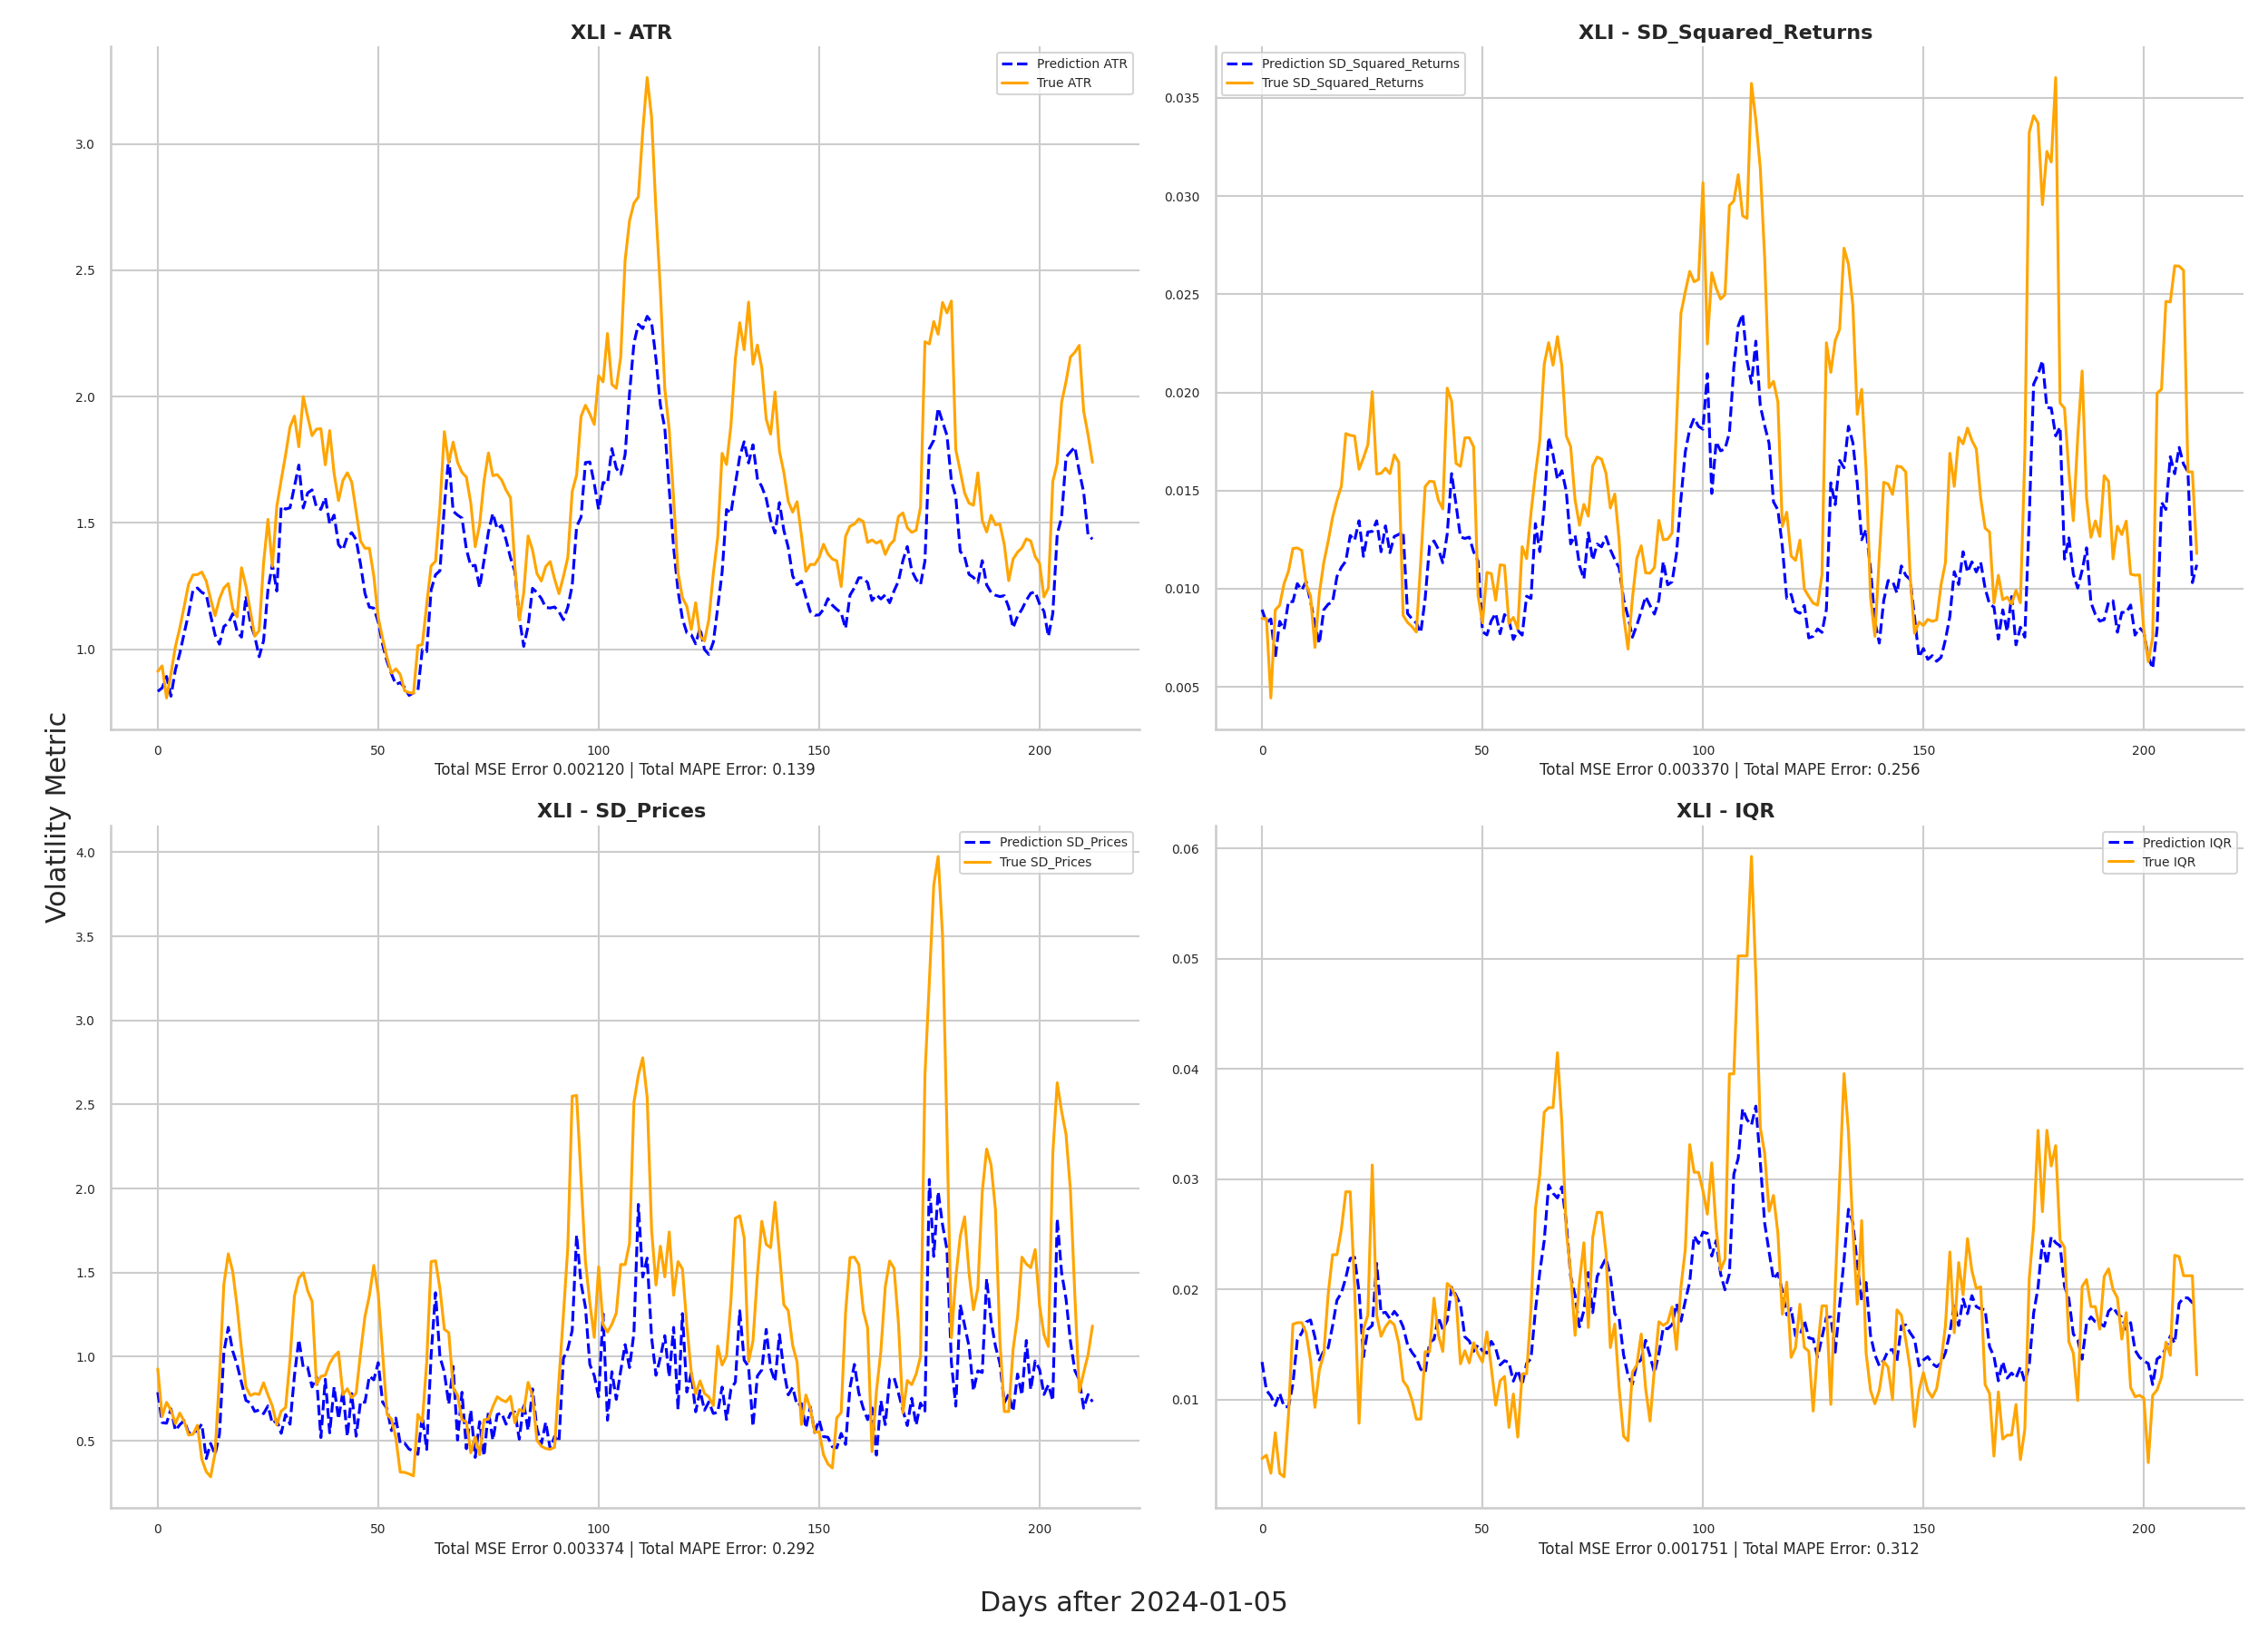 XLI - ATR
Prediction ATR
True ATR
3.0
2.5
2.0
1.5
1.0
0
50
100
150
200
Total MSE Error 0.002120 | Total MAPE Error: 0.139
XLI - SD_Squared_Returns
Prediction SD_Squared_Returns
True SD_Squared_Returns
0.035
0.030
0.025
0.020
0.015
0.010
0.005
0
50
100
150
200
Total MSE Error 0.003370 | Total MAPE Error: 0.256
Volatility Metric
XLI - SD_Prices
Prediction SD_Prices
True SD_Prices
4.0
3.5
3.0
2.5
2.0
1.5
1.0
0.5
0
50
100
150
200
Total MSE Error 0.003374 | Total MAPE Error: 0.292
XLI - IQR
Prediction IQR
True IQR
0.06
0.05
0.04
0.03
0.02
0.01
0
50
100
150
200
Total MSE Error 0.001751 | Total MAPE Error: 0.312
Days after 2024-01-05